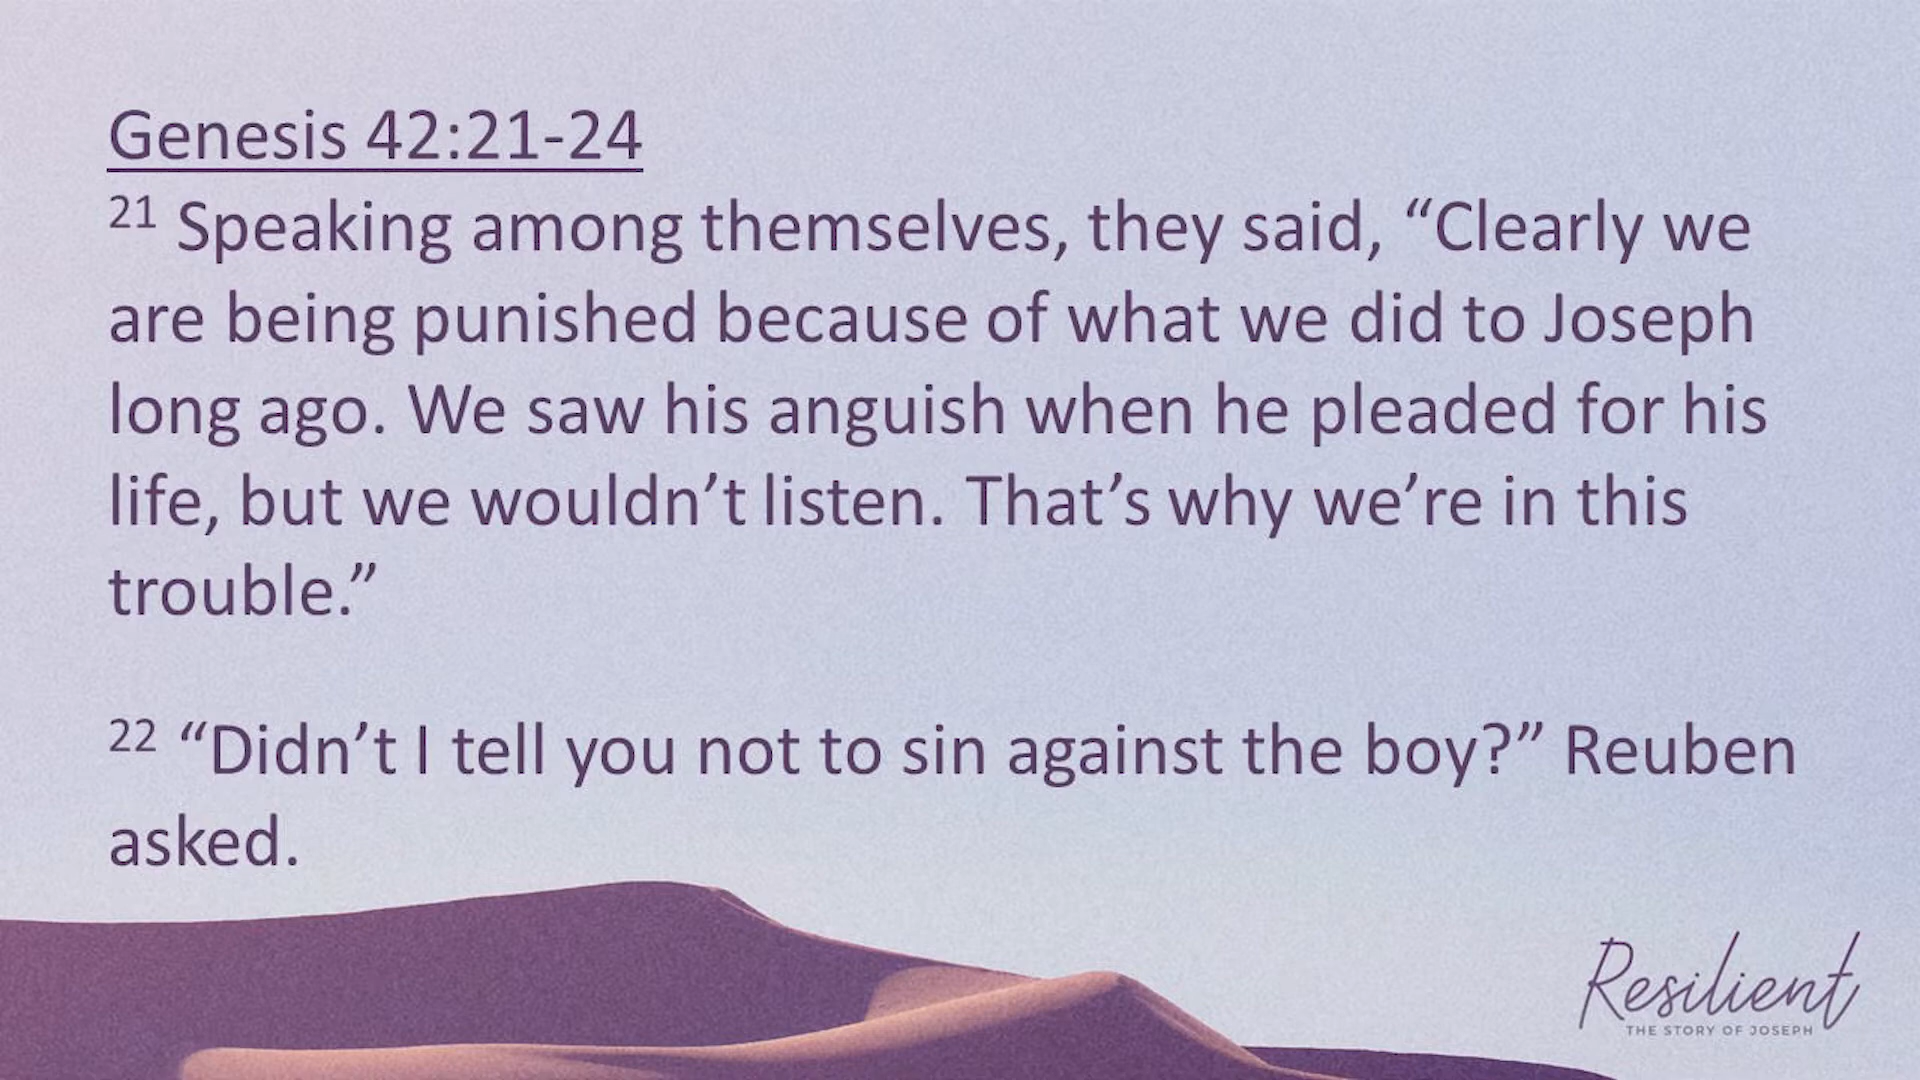 Genesis 42:21-24
21 Speaking among themselves, they said, “Clearly we
are being punished because of what we did to Joseph
long ago. We saw his anguish when he pleaded for his
life, but we wouldn’t listen. That’s why we’re in this
trouble.”
22 “Didn’t I tell you not to sin against the boy?” Reuben
asked.
Resilient
THE STORY OF JOSEPH